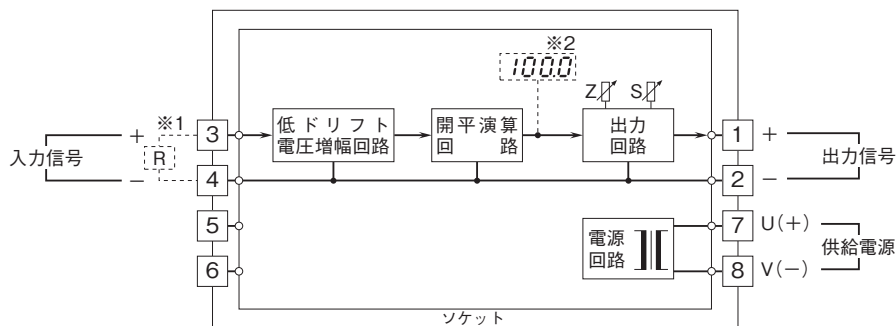 ※2
100.0
Z S
※1
+ 3 低ドリフト 開平演算 出力 1 +
電圧増幅回路 回路 回路
入力信号 R 出力信号
− 4 2 −
5 電源 7 U(+)
回路 供給電源
6 8 V(−)
ソケット